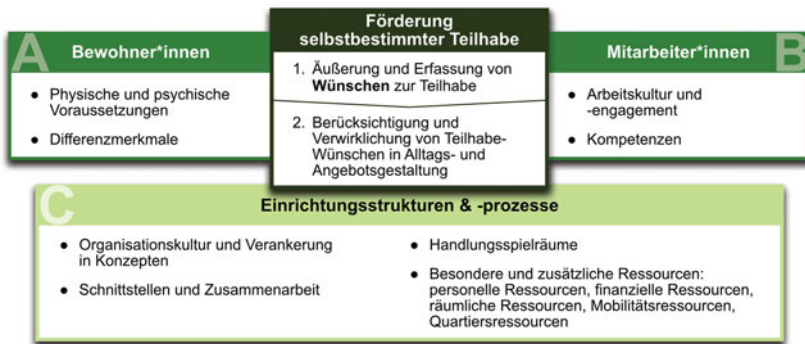 A
Bewohner*innen
● Physische und psychische
Voraussetzungen
● Differenzmerkmale
Förderung
selbstbestimmter Teilhabe
1. Äußerung und Erfassung von
Wünschen zur Teilhabe
2. Berücksichtigung und
Verwirklichung von Teilhabe-
Wünschen in Alltags- und
Angebotsgestaltung
Mitarbeiter*innen
B
● Arbeitskultur und
-engagement
● Kompetenzen
C
Einrichtungsstrukturen & -prozesse
● Organisationskultur und Verankerung
in Konzepten
● Schnittstellen und Zusammenarbeit
● Handlungsspielräume
● Besondere und zusätzliche Ressourcen:
personelle Ressourcen, finanzielle Ressourcen,
räumliche Ressourcen, Mobilitätsressourcen,
Quartiersressourcen